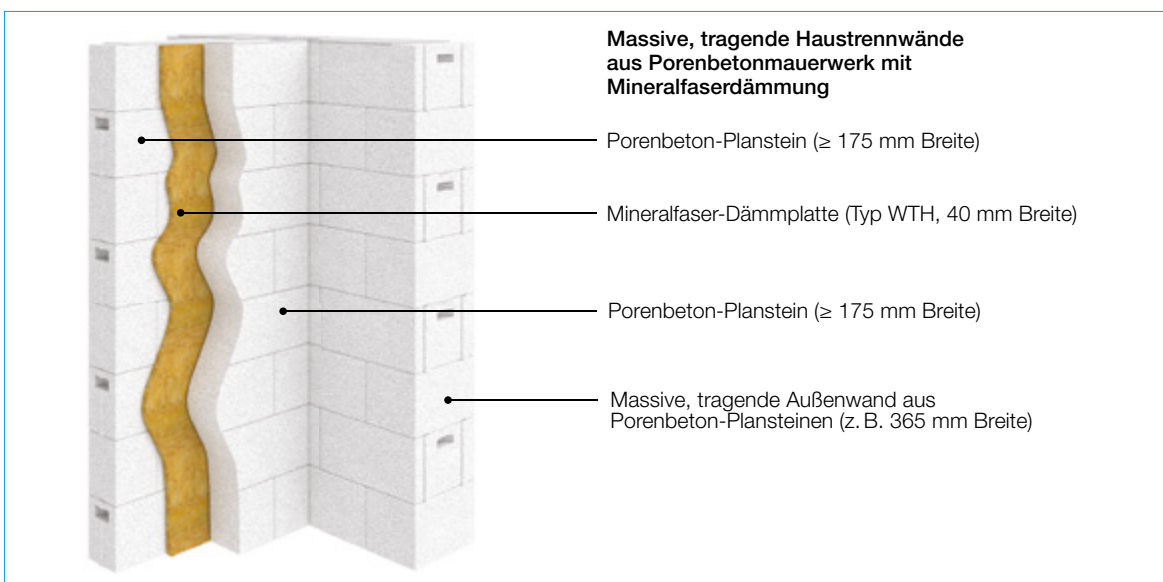 Massive, tragende Haustrennwände
aus Porenbetonmauerwerk mit
Mineralfaserdämmung
Porenbeton-Planstein (≥ 175 mm Breite)
Mineralfaser-Dämmplatte (Typ WTH, 40 mm Breite)
Porenbeton-Planstein (≥ 175 mm Breite)
Massive, tragende Außenwand aus
Porenbeton-Plansteinen (z. B. 365 mm Breite)